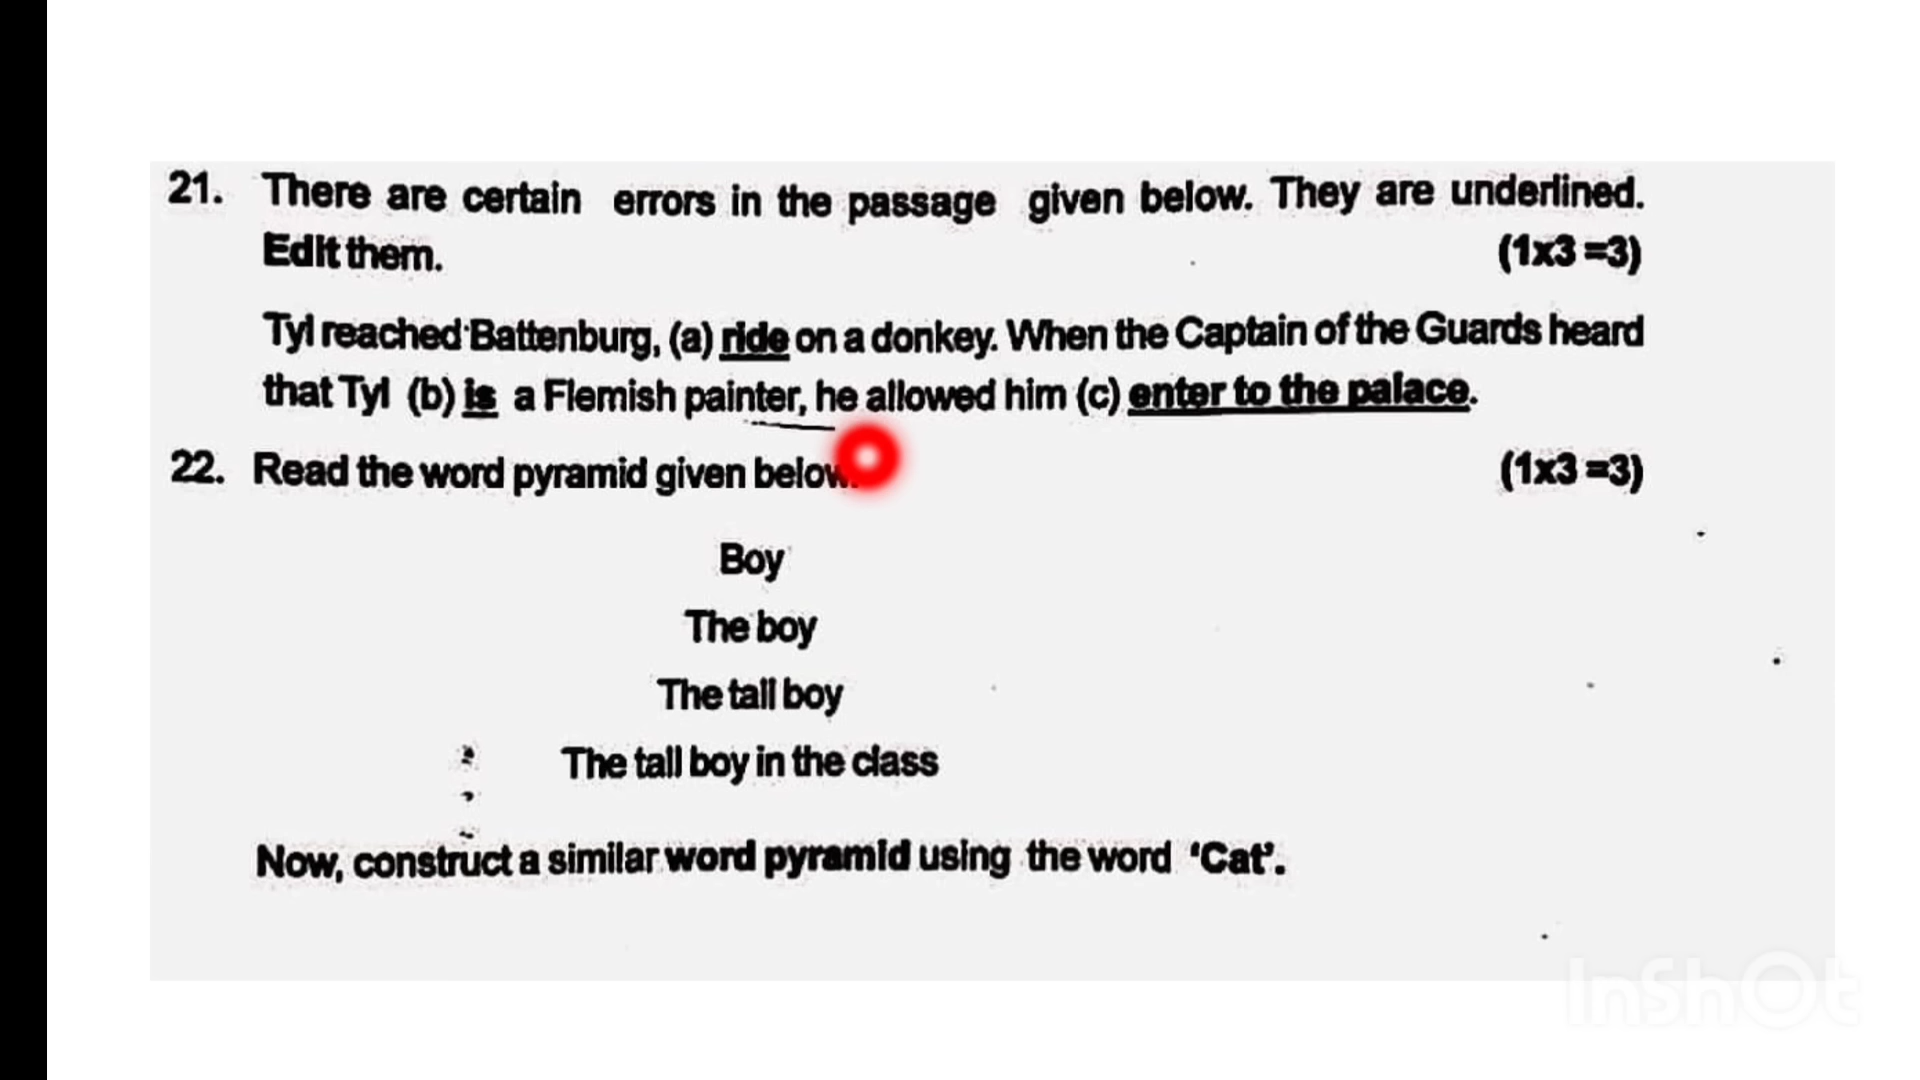 21. There are certain errors in the passage given below. They are underlined.
Edit them. (1x3 =3)
Tyl reached Battenburg, (a) ride on a donkey. When the Captain of the Guards heard
that Tyl (b) is a Flemish painter, he allowed him (c) enter to the palace.
22. Read the word pyramid given below. (1x3 =3)
Boy
The boy
The tall boy
The tall boy in the class
Now, construct a similar word pyramid using the word ‘Cat’.
InShOt